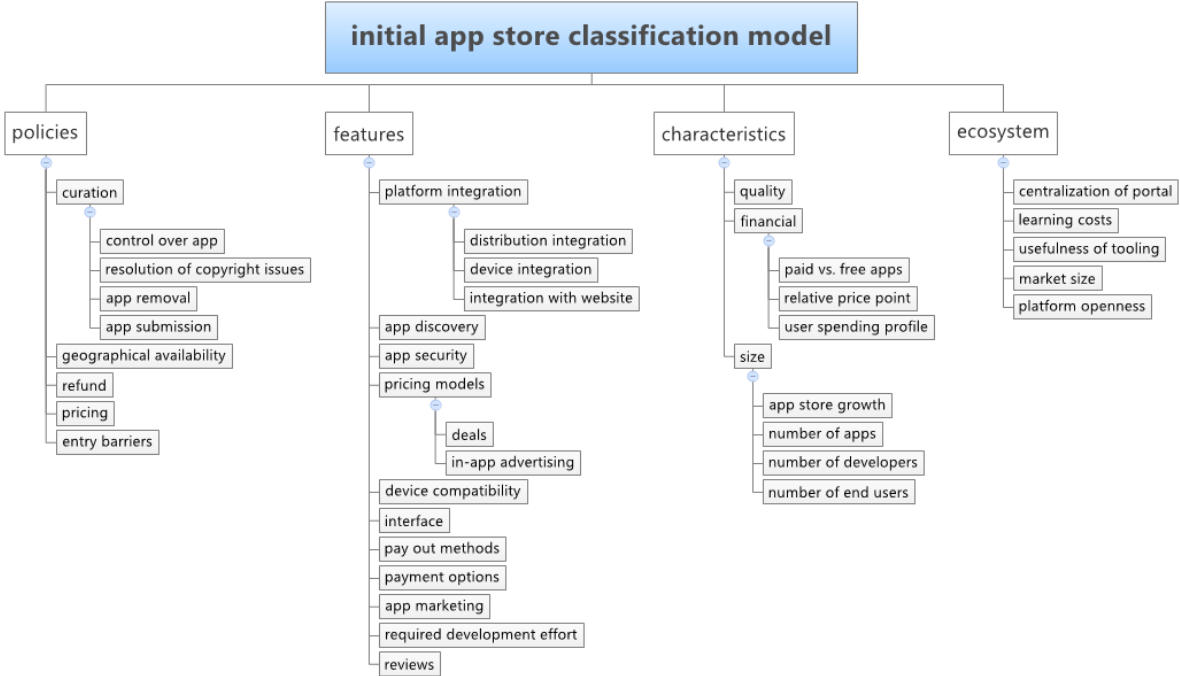 initial app store classification model
policies
curation
control over app
resolution of copyright issues
app removal
app submission
geographical availability
refund
pricing
entry barriers
features
platform integration
distribution integration
device integration
integration with website
app discovery
app security
pricing models
deals
in-app advertising
device compatibility
interface
pay out methods
payment options
app marketing
required development effort
reviews
characteristics
quality
financial
paid vs. free apps
relative price point
user spending profile
size
app store growth
number of apps
number of developers
number of end users
ecosystem
centralization of portal
learning costs
usefulness of tooling
market size
platform openness